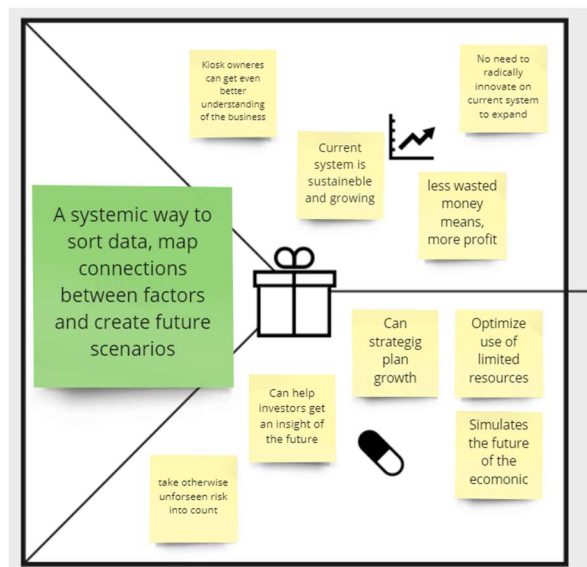 Kiosk owneres
can get even
better
understanding
of the business
No need to
radically
innovate on
current system
to expand
Current
system is
sustaineble
and growing
less wasted
money
means,
more profit
A systemic way to
sort data, map
connections
between factors
and create future
scenarios
Can
strategig
plan
growth
Optimize
use of
limited
resources
Can help
investors get
an insight of
the future
Simulates
the future
of the
ecomonic
take otherwise
unforseen risk
into count